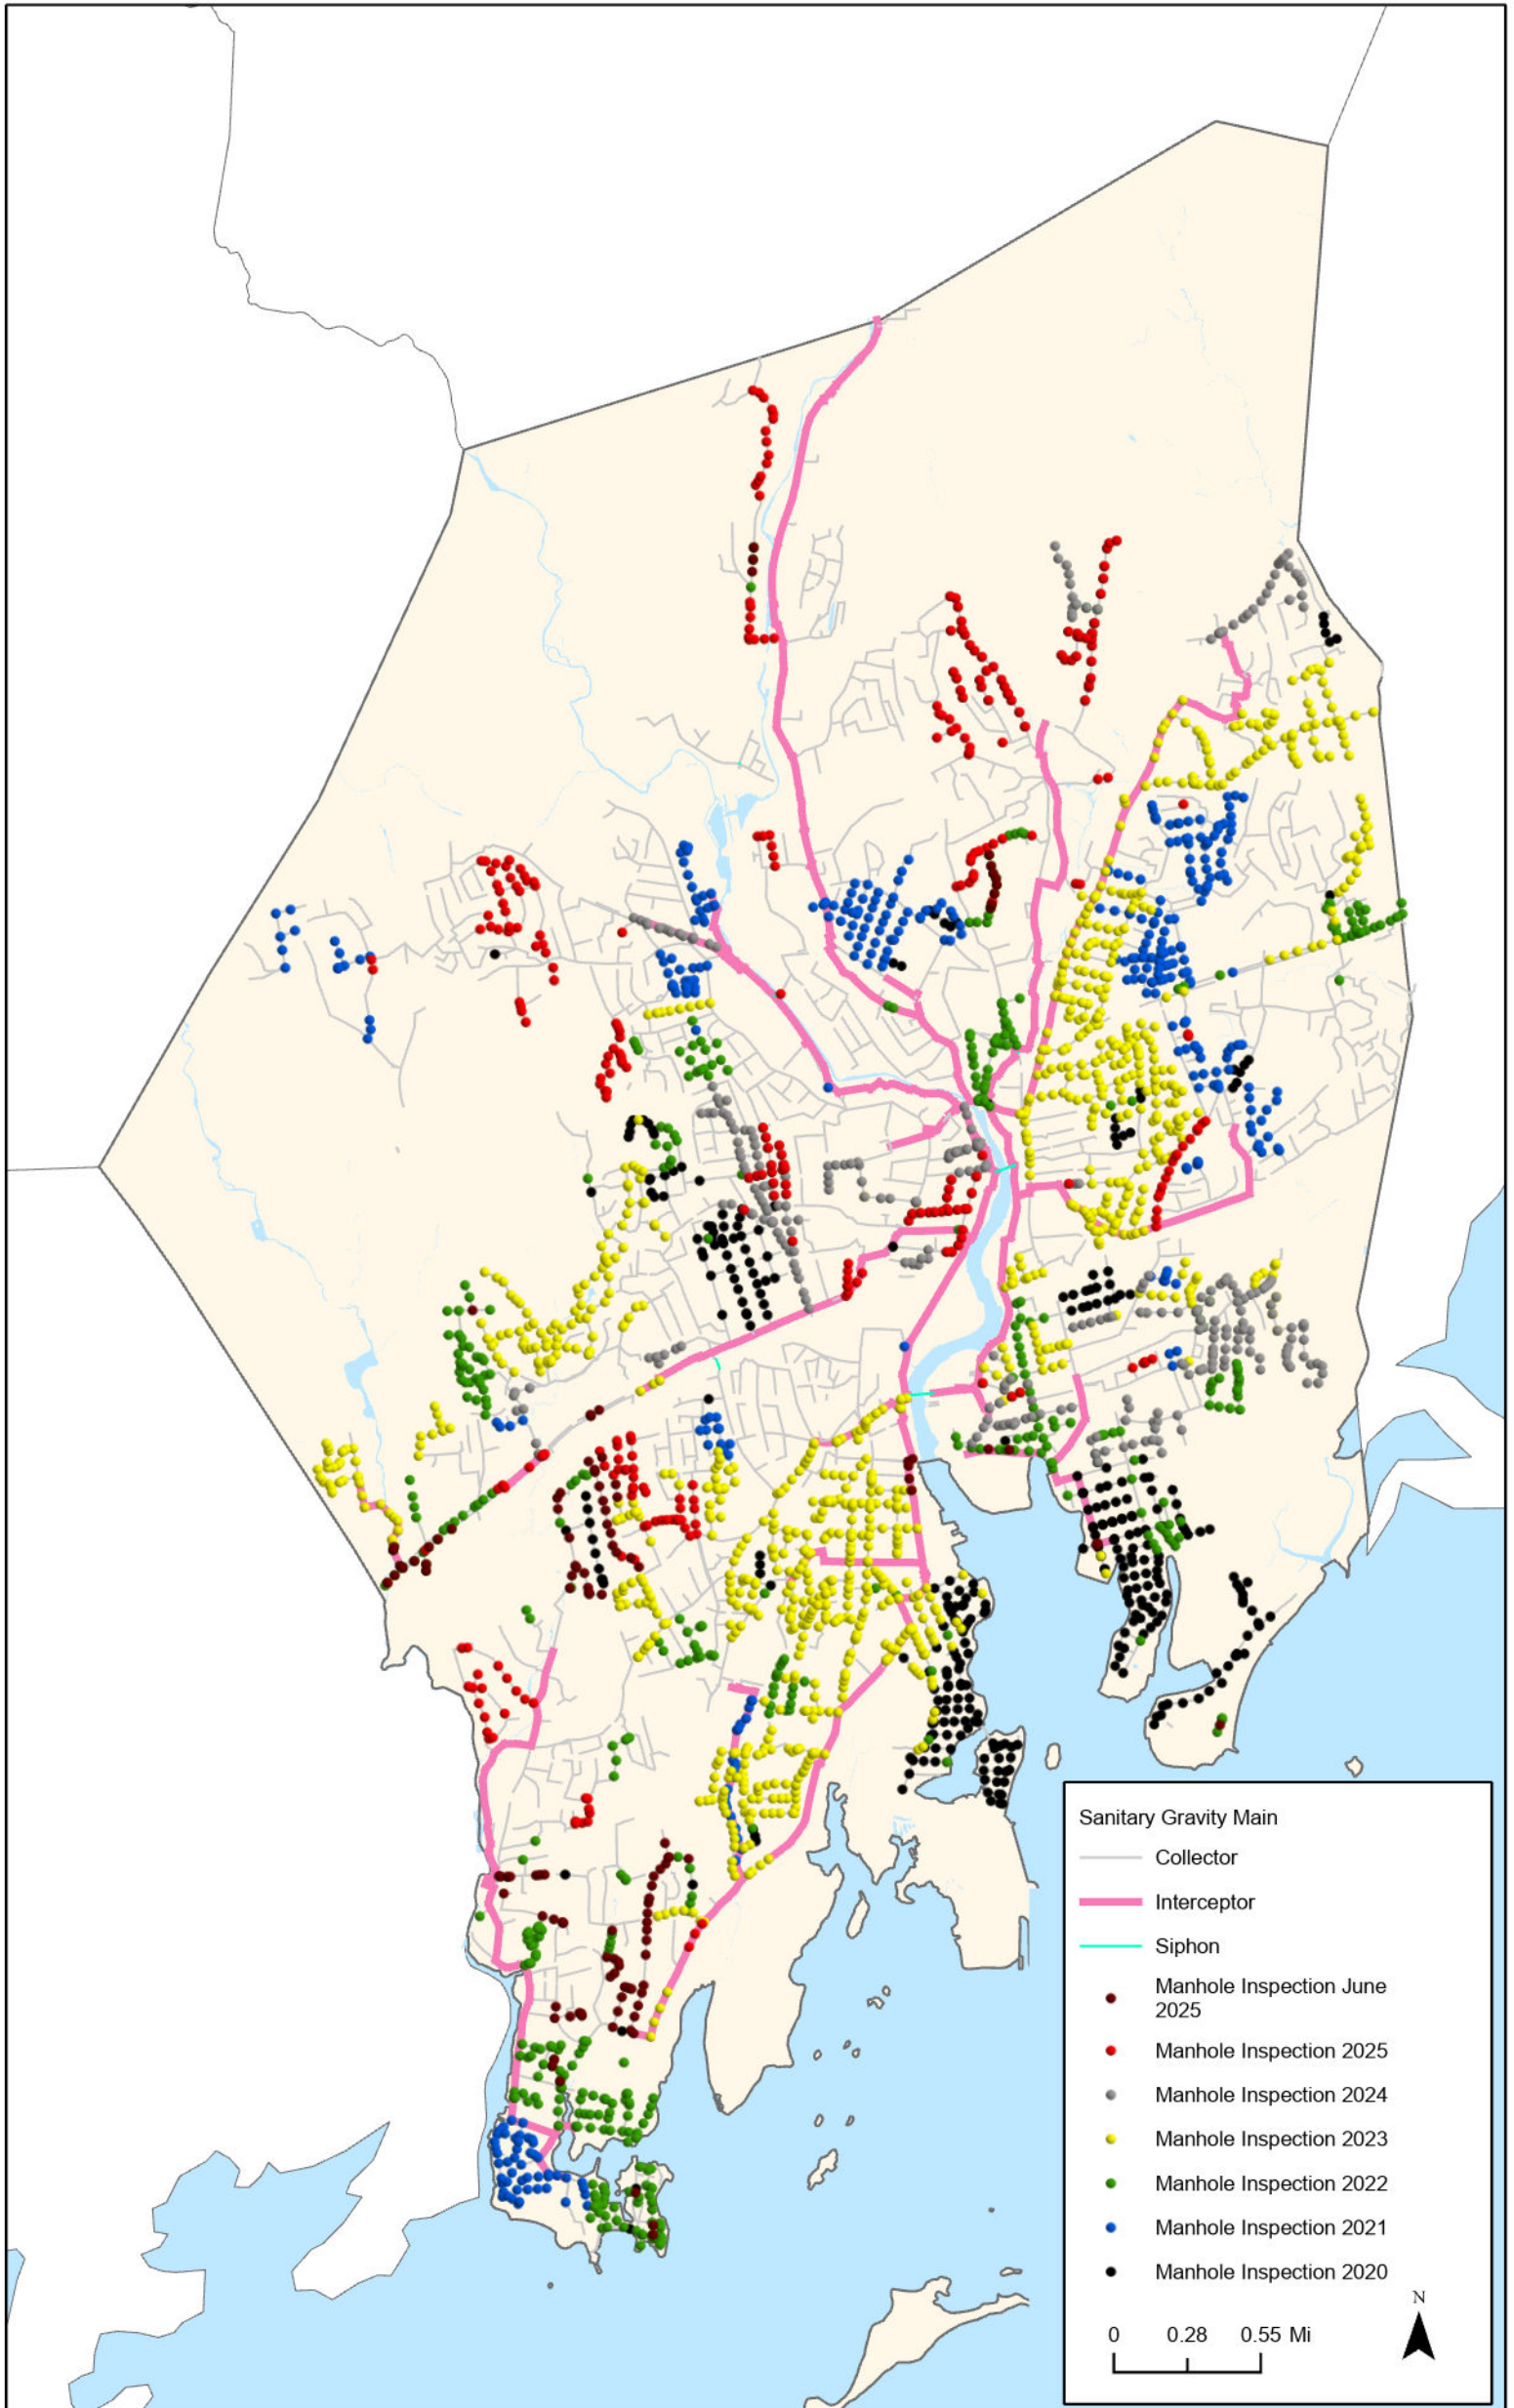 Sanitary Gravity Main
Collector
Interceptor
Siphon
Manhole Inspection June
2025
Manhole Inspection 2025
Manhole Inspection 2024
Manhole Inspection 2023
Manhole Inspection 2022
Manhole Inspection 2021
Manhole Inspection 2020
N
0 0.28 0.55 Mi